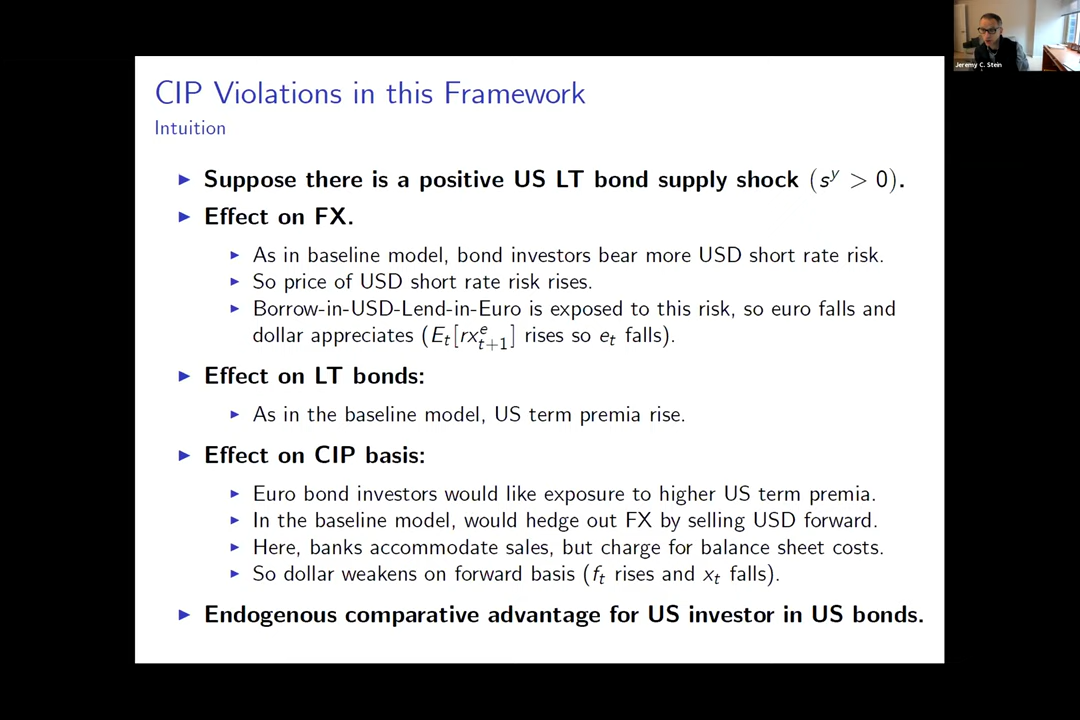 CIP Violations in this Framework
Intuition
▶ Suppose there is a positive US LT bond supply shock (sʸ > 0).
▶ Effect on FX.
▶ As in baseline model, bond investors bear more USD short rate risk.
▶ So price of USD short rate risk rises.
▶ Borrow-in-USD-Lend-in-Euro is exposed to this risk, so euro falls and
dollar appreciates (E_t[rx^e_{t+1}] rises so e_t falls).
▶ Effect on LT bonds:
▶ As in the baseline model, US term premia rise.
▶ Effect on CIP basis:
▶ Euro bond investors would like exposure to higher US term premia.
▶ In the baseline model, would hedge out FX by selling USD forward.
▶ Here, banks accommodate sales, but charge for balance sheet costs.
▶ So dollar weakens on forward basis (f_t rises and x_t falls).
▶ Endogenous comparative advantage for US investor in US bonds.
Jeremy C. Stein